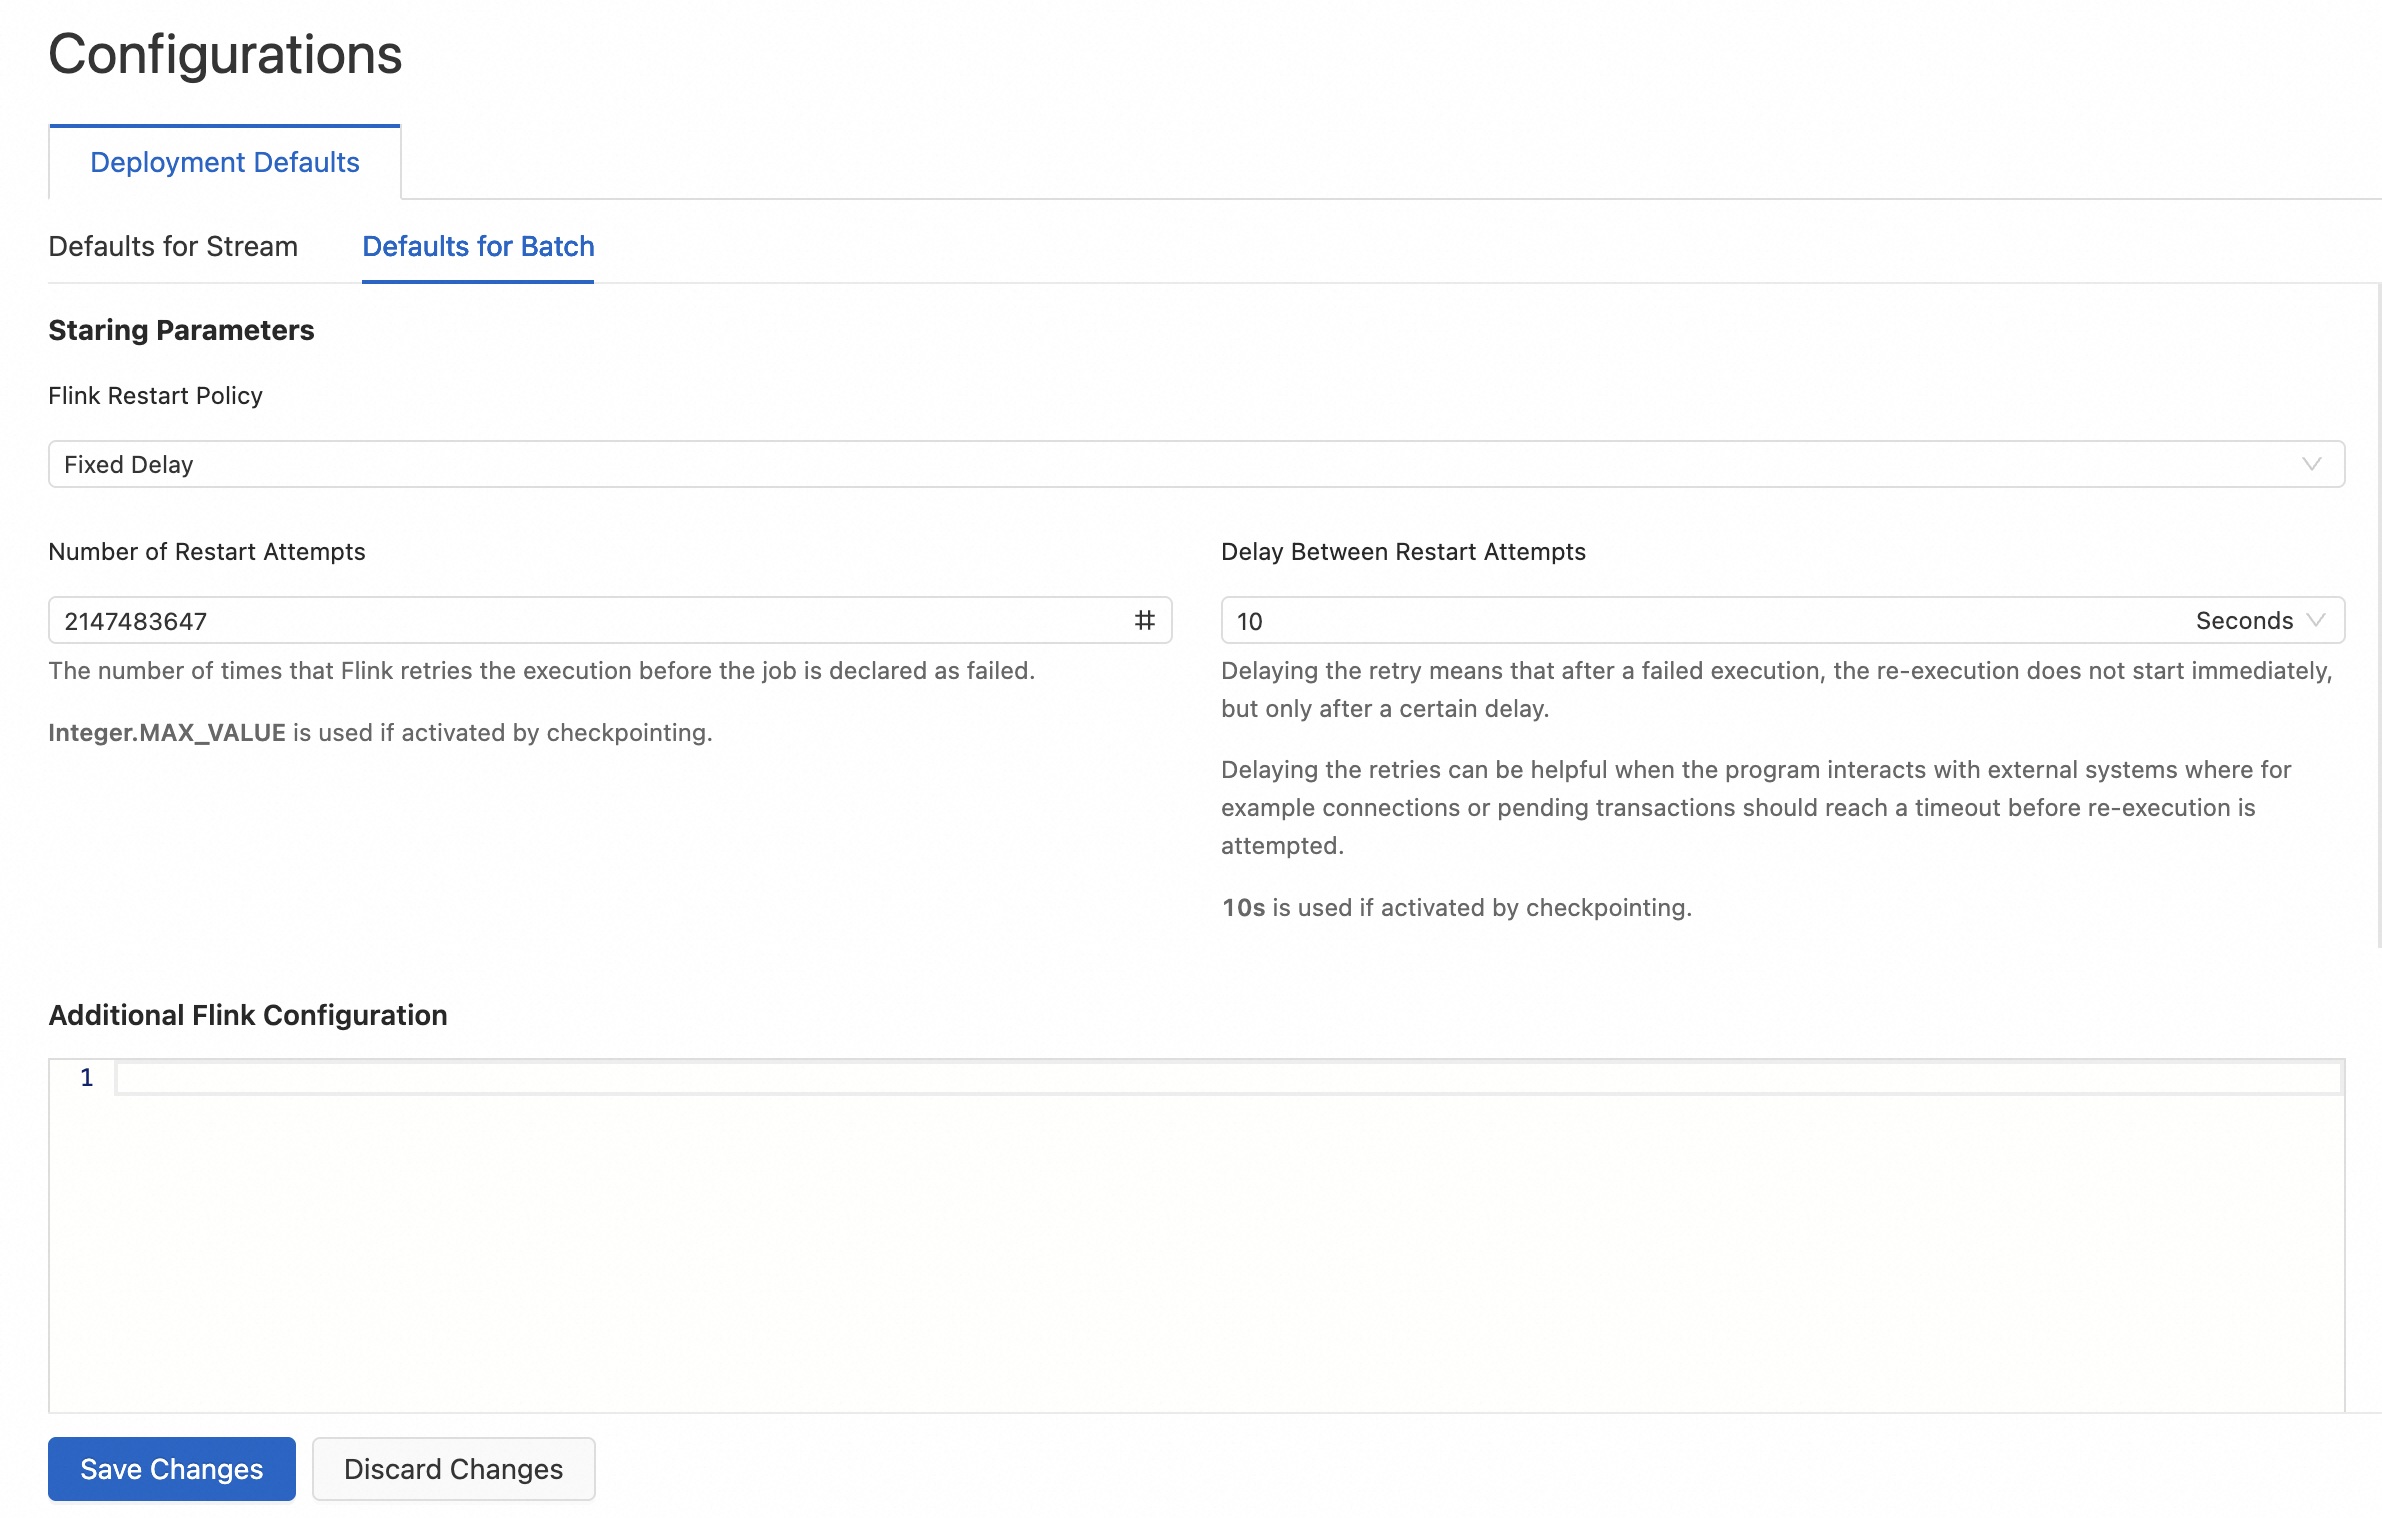 Configurations
Deployment Defaults
Defaults for Stream
Defaults for Batch
Staring Parameters
Flink Restart Policy
Fixed Delay
Number of Restart Attempts
2147483647 #
The number of times that Flink retries the execution before the job is declared as failed.
Integer.MAX_VALUE is used if activated by checkpointing.
Delay Between Restart Attempts
10 Seconds
Delaying the retry means that after a failed execution, the re-execution does not start immediately,
but only after a certain delay.
Delaying the retries can be helpful when the program interacts with external systems where for
example connections or pending transactions should reach a timeout before re-execution is
attempted.
10s is used if activated by checkpointing.
Additional Flink Configuration
1
Save Changes
Discard Changes